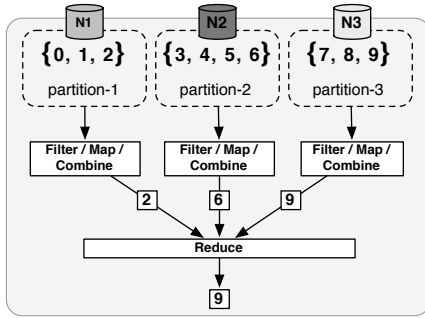 N1 N2 N3
{0, 1, 2} {3, 4, 5, 6} {7, 8, 9}
partition-1 partition-2 partition-3
Filter / Map / Filter / Map / Filter / Map /
Combine Combine Combine
2 6 9
Reduce
9